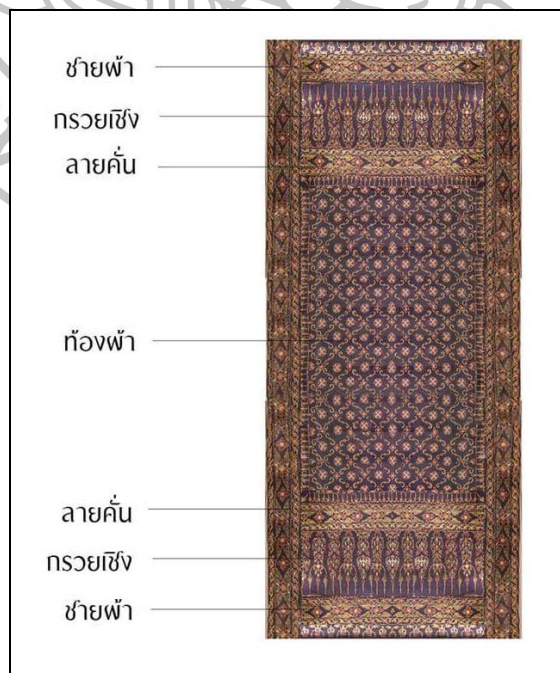 ชายผ้า
กรวยเชิง
ลายคั่น
ท้องผ้า
ลายคั่น
กรวยเชิง
ชายผ้า